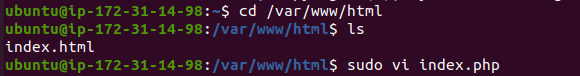 ubuntu@ip-172-31-14-98:~$ cd /var/www/html
ubuntu@ip-172-31-14-98:/var/www/html$ ls
index.html
ubuntu@ip-172-31-14-98:/var/www/html$ sudo vi index.php